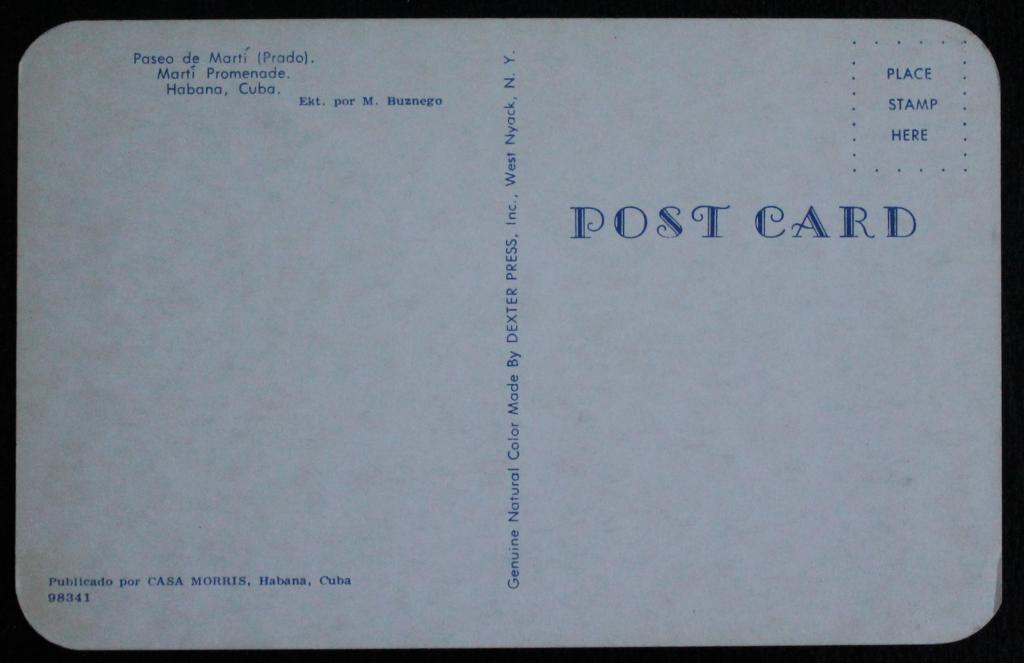 Paseo de Martí (Prado).
Martí Promenade.
Habana, Cuba.
Ekt. por M. Buznego
Publicado por CASA MORRIS, Habana, Cuba
98341
Genuine Natural Color Made By DEXTER PRESS, Inc., West Nyack, N. Y.
PLACE
STAMP
HERE
POST CARD